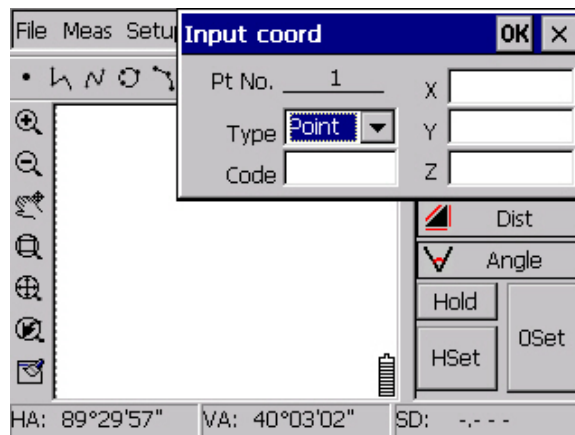 File Meas Setu
Input coord OK
Pt No. 1 X
Type Point Y
Code Z
Dist
Angle
Hold
0Set
HSet
HA: 89°29'57" VA: 40°03'02" SD: -.- - -